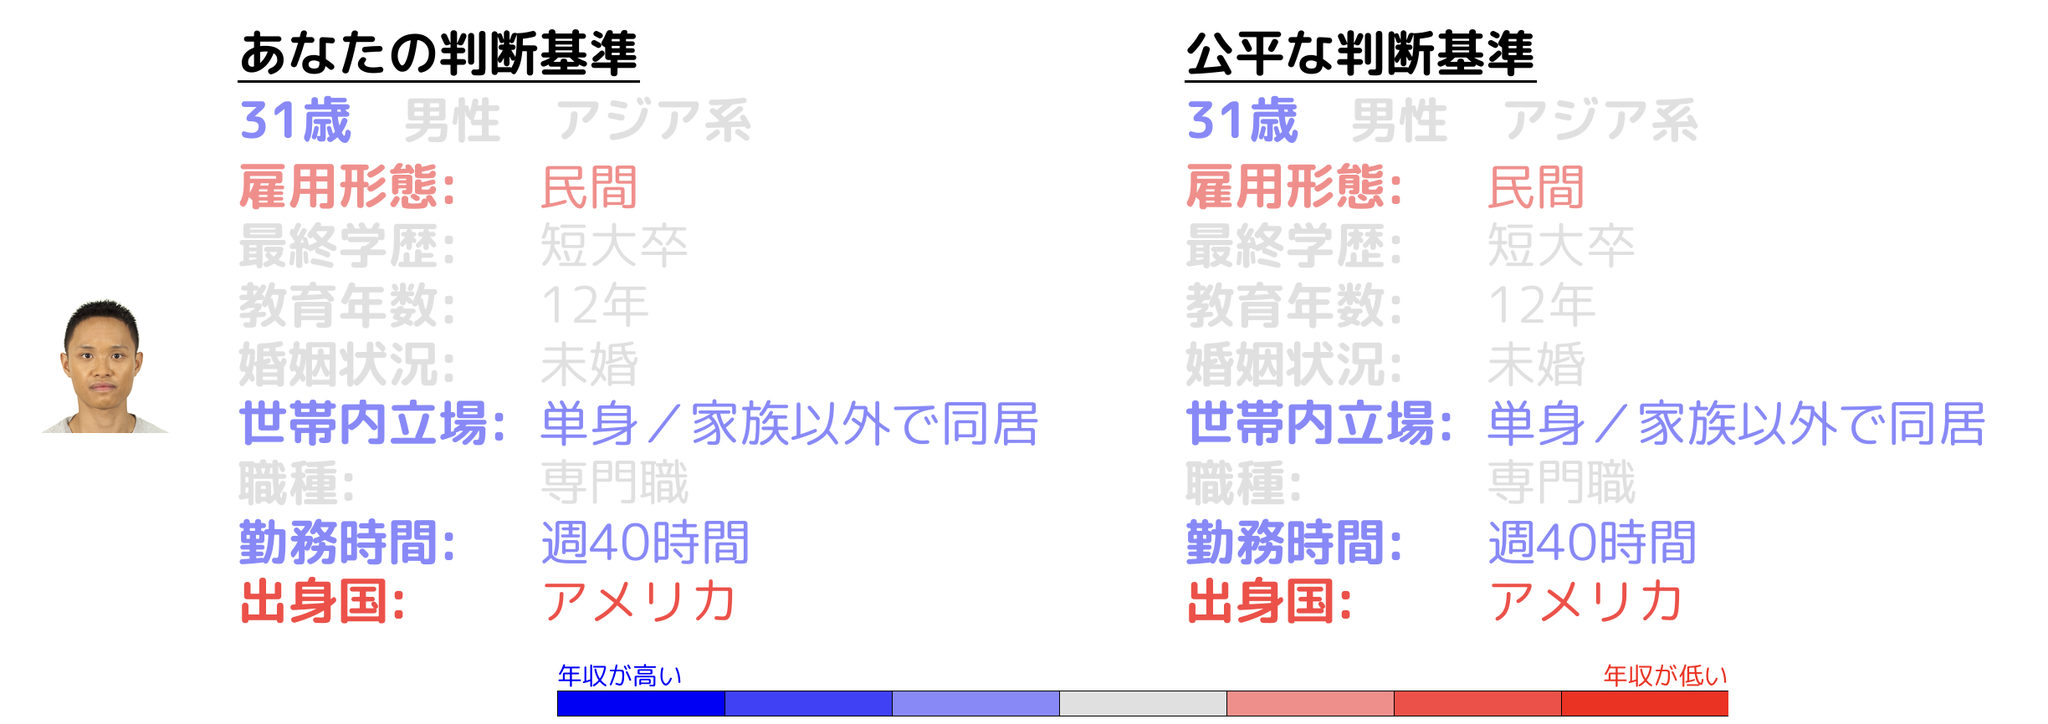 あなたの判断基準
31歳 男性 アジア系
雇用形態: 民間
最終学歴: 短大卒
教育年数: 12年
婚姻状況: 未婚
世帯内立場: 単身／家族以外で同居
職種: 専門職
勤務時間: 週40時間
出身国: アメリカ
公平な判断基準
31歳 男性 アジア系
雇用形態: 民間
最終学歴: 短大卒
教育年数: 12年
婚姻状況: 未婚
世帯内立場: 単身／家族以外で同居
職種: 専門職
勤務時間: 週40時間
出身国: アメリカ
年収が高い
年収が低い